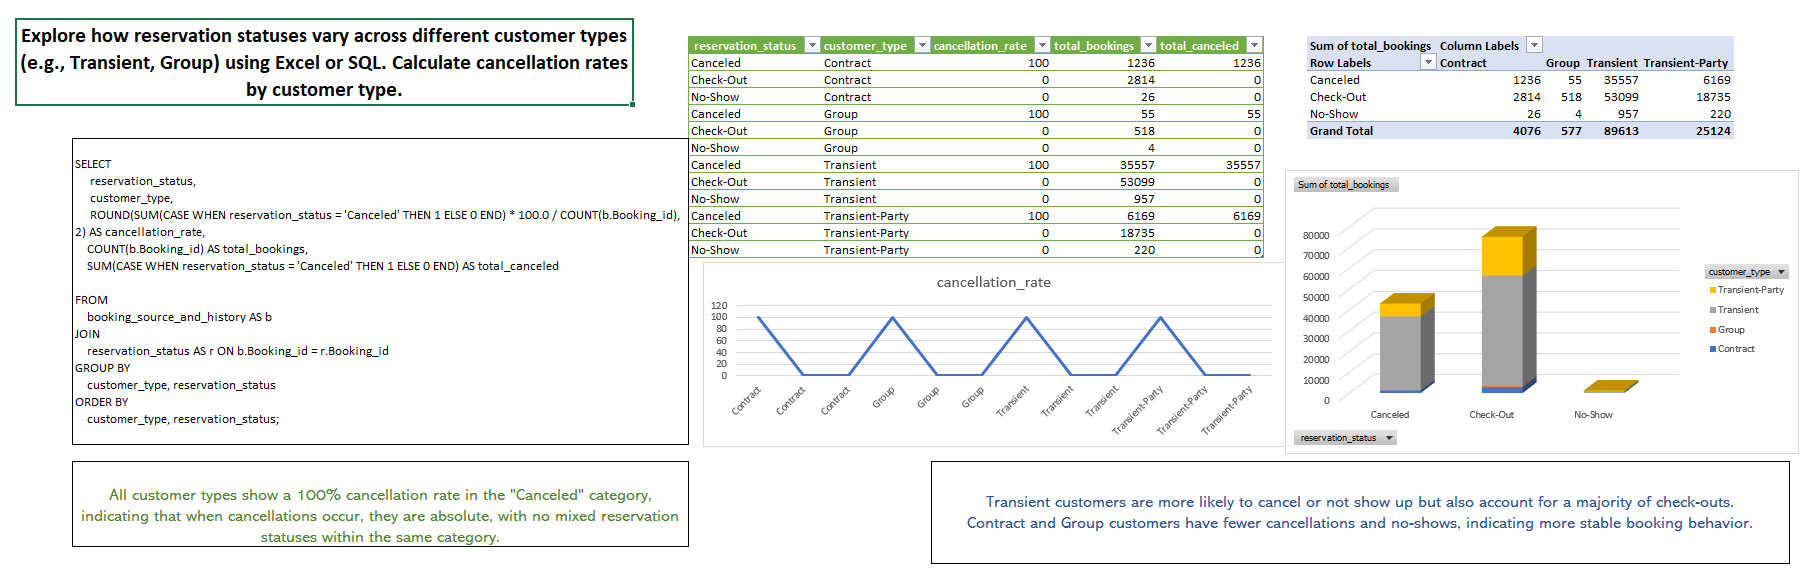 Explore how reservation statuses vary across different customer types
(e.g., Transient, Group) using Excel or SQL. Calculate cancellation rates
by customer type.
SELECT
reservation_status,
customer_type,
ROUND(SUM(CASE WHEN reservation_status = 'Canceled' THEN 1 ELSE 0 END) * 100.0 / COUNT(b.Booking_id),
2) AS cancellation_rate,
COUNT(b.Booking_id) AS total_bookings,
SUM(CASE WHEN reservation_status = 'Canceled' THEN 1 ELSE 0 END) AS total_canceled
FROM
booking_source_and_history AS b
JOIN
reservation_status AS r ON b.Booking_id = r.Booking_id
GROUP BY
customer_type, reservation_status
ORDER BY
customer_type, reservation_status;
All customer types show a 100% cancellation rate in the "Canceled" category,
indicating that when cancellations occur, they are absolute, with no mixed reservation
statuses within the same category.
reservation_status customer_type cancellation_rate total_bookings total_canceled
Canceled Contract 100 1236 1236
Check-Out Contract 0 2814 0
No-Show Contract 0 26 0
Canceled Group 100 55 55
Check-Out Group 0 518 0
No-Show Group 0 4 0
Canceled Transient 100 35557 35557
Check-Out Transient 0 53099 0
No-Show Transient 0 957 0
Canceled Transient-Party 100 6169 6169
Check-Out Transient-Party 0 18735 0
No-Show Transient-Party 0 220 0
cancellation_rate
120
100
80
60
40
20
0
Contract Contract Contract Group Group Group Transient Transient Transient Transient-Party Transient-Party Transient-Party
Sum of total_bookings Column Labels
Row Labels Contract Group Transient Transient-Party
Canceled 1236 55 35557 6169
Check-Out 2814 518 53099 18735
No-Show 26 4 957 220
Grand Total 4076 577 89613 25124
Sum of total_bookings
80000
70000
60000
50000
40000
30000
20000
10000
0
Canceled Check-Out No-Show
customer_type
Transient-Party
Transient
Group
Contract
reservation_status
Transient customers are more likely to cancel or not show up but also account for a majority of check-outs.
Contract and Group customers have fewer cancellations and no-shows, indicating more stable booking behavior.